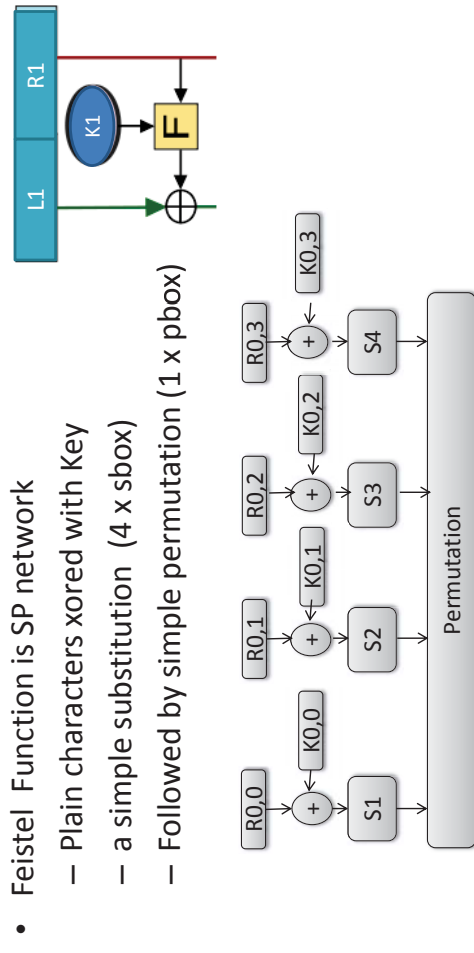 • Feistel  Function is SP network
– Plain characters xored with Key
– a simple substitution  (4 x sbox)
– Followed by simple permutation (1 x pbox)
L1 R1
K1
F
R0,0 R0,1 R0,2 R0,3
+ K0,0 + K0,1 + K0,2 + K0,3
S1 S2 S3 S4
Permutation